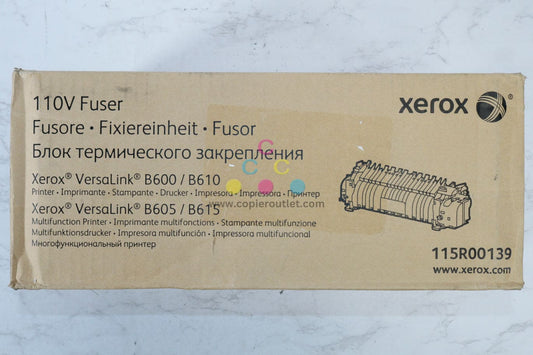 110V Fuser
Fusore • Fixiereinheit • Fusor
Блок термического закрепления
Xerox® VersaLink® B600 / B610
Printer • Imprimante • Stampante • Drucker • Impresora • Impressora • Принтер
Xerox® VersaLink® B605 / B615
Multifunction Printer • Imprimante multifonctions • Stampante multifunzione
Multifunktionsdrucker • Impresora multifunción • Impressora multifuncional
Многофункциональный принтер
xerox
115R00139
www.xerox.com
C
C C
www.copieroutlet.com